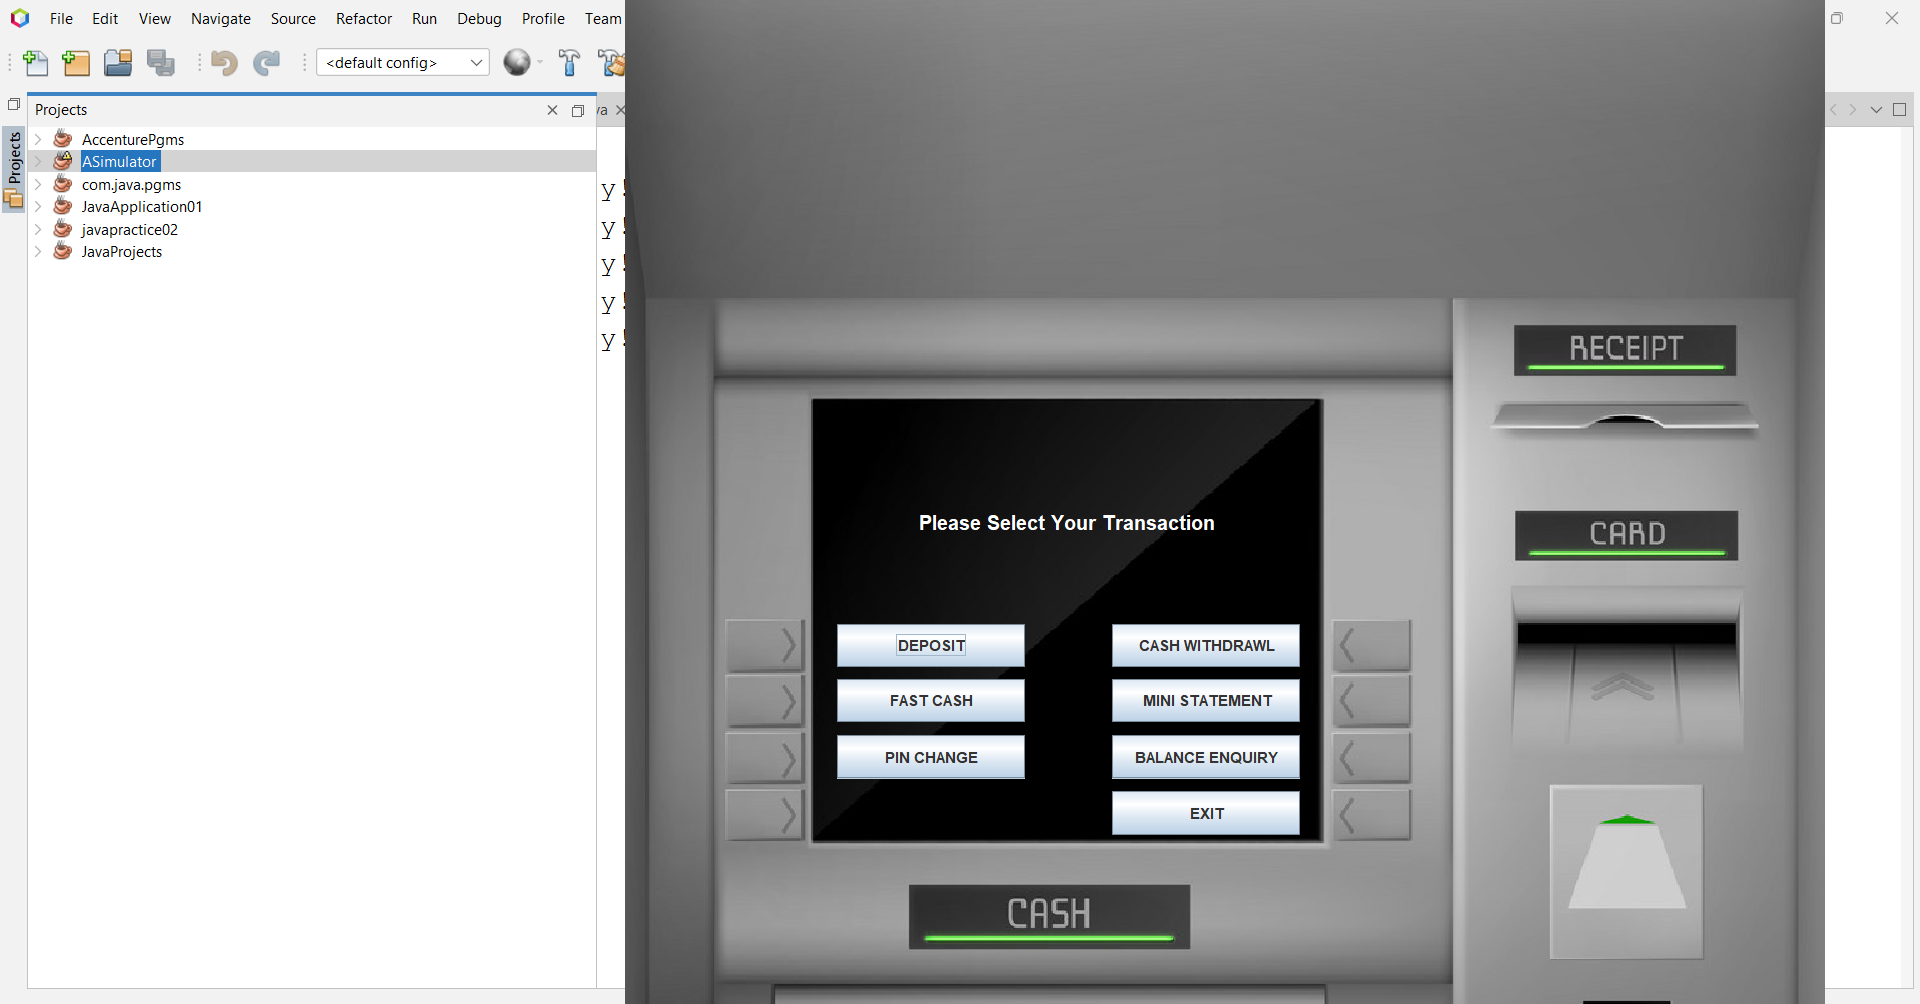 File Edit View Navigate Source Refactor Run Debug Profile Team
<default config>
Projects
va
Projects
AccenturePgms
ASimulator
com.java.pgms
JavaApplication01
javapractice02
JavaProjects
y!
y!
y!
y!
y!
RECEIPT
CARD
Please Select Your Transaction
DEPOSIT CASH WITHDRAWL
FAST CASH MINI STATEMENT
PIN CHANGE BALANCE ENQUIRY
EXIT
CASH